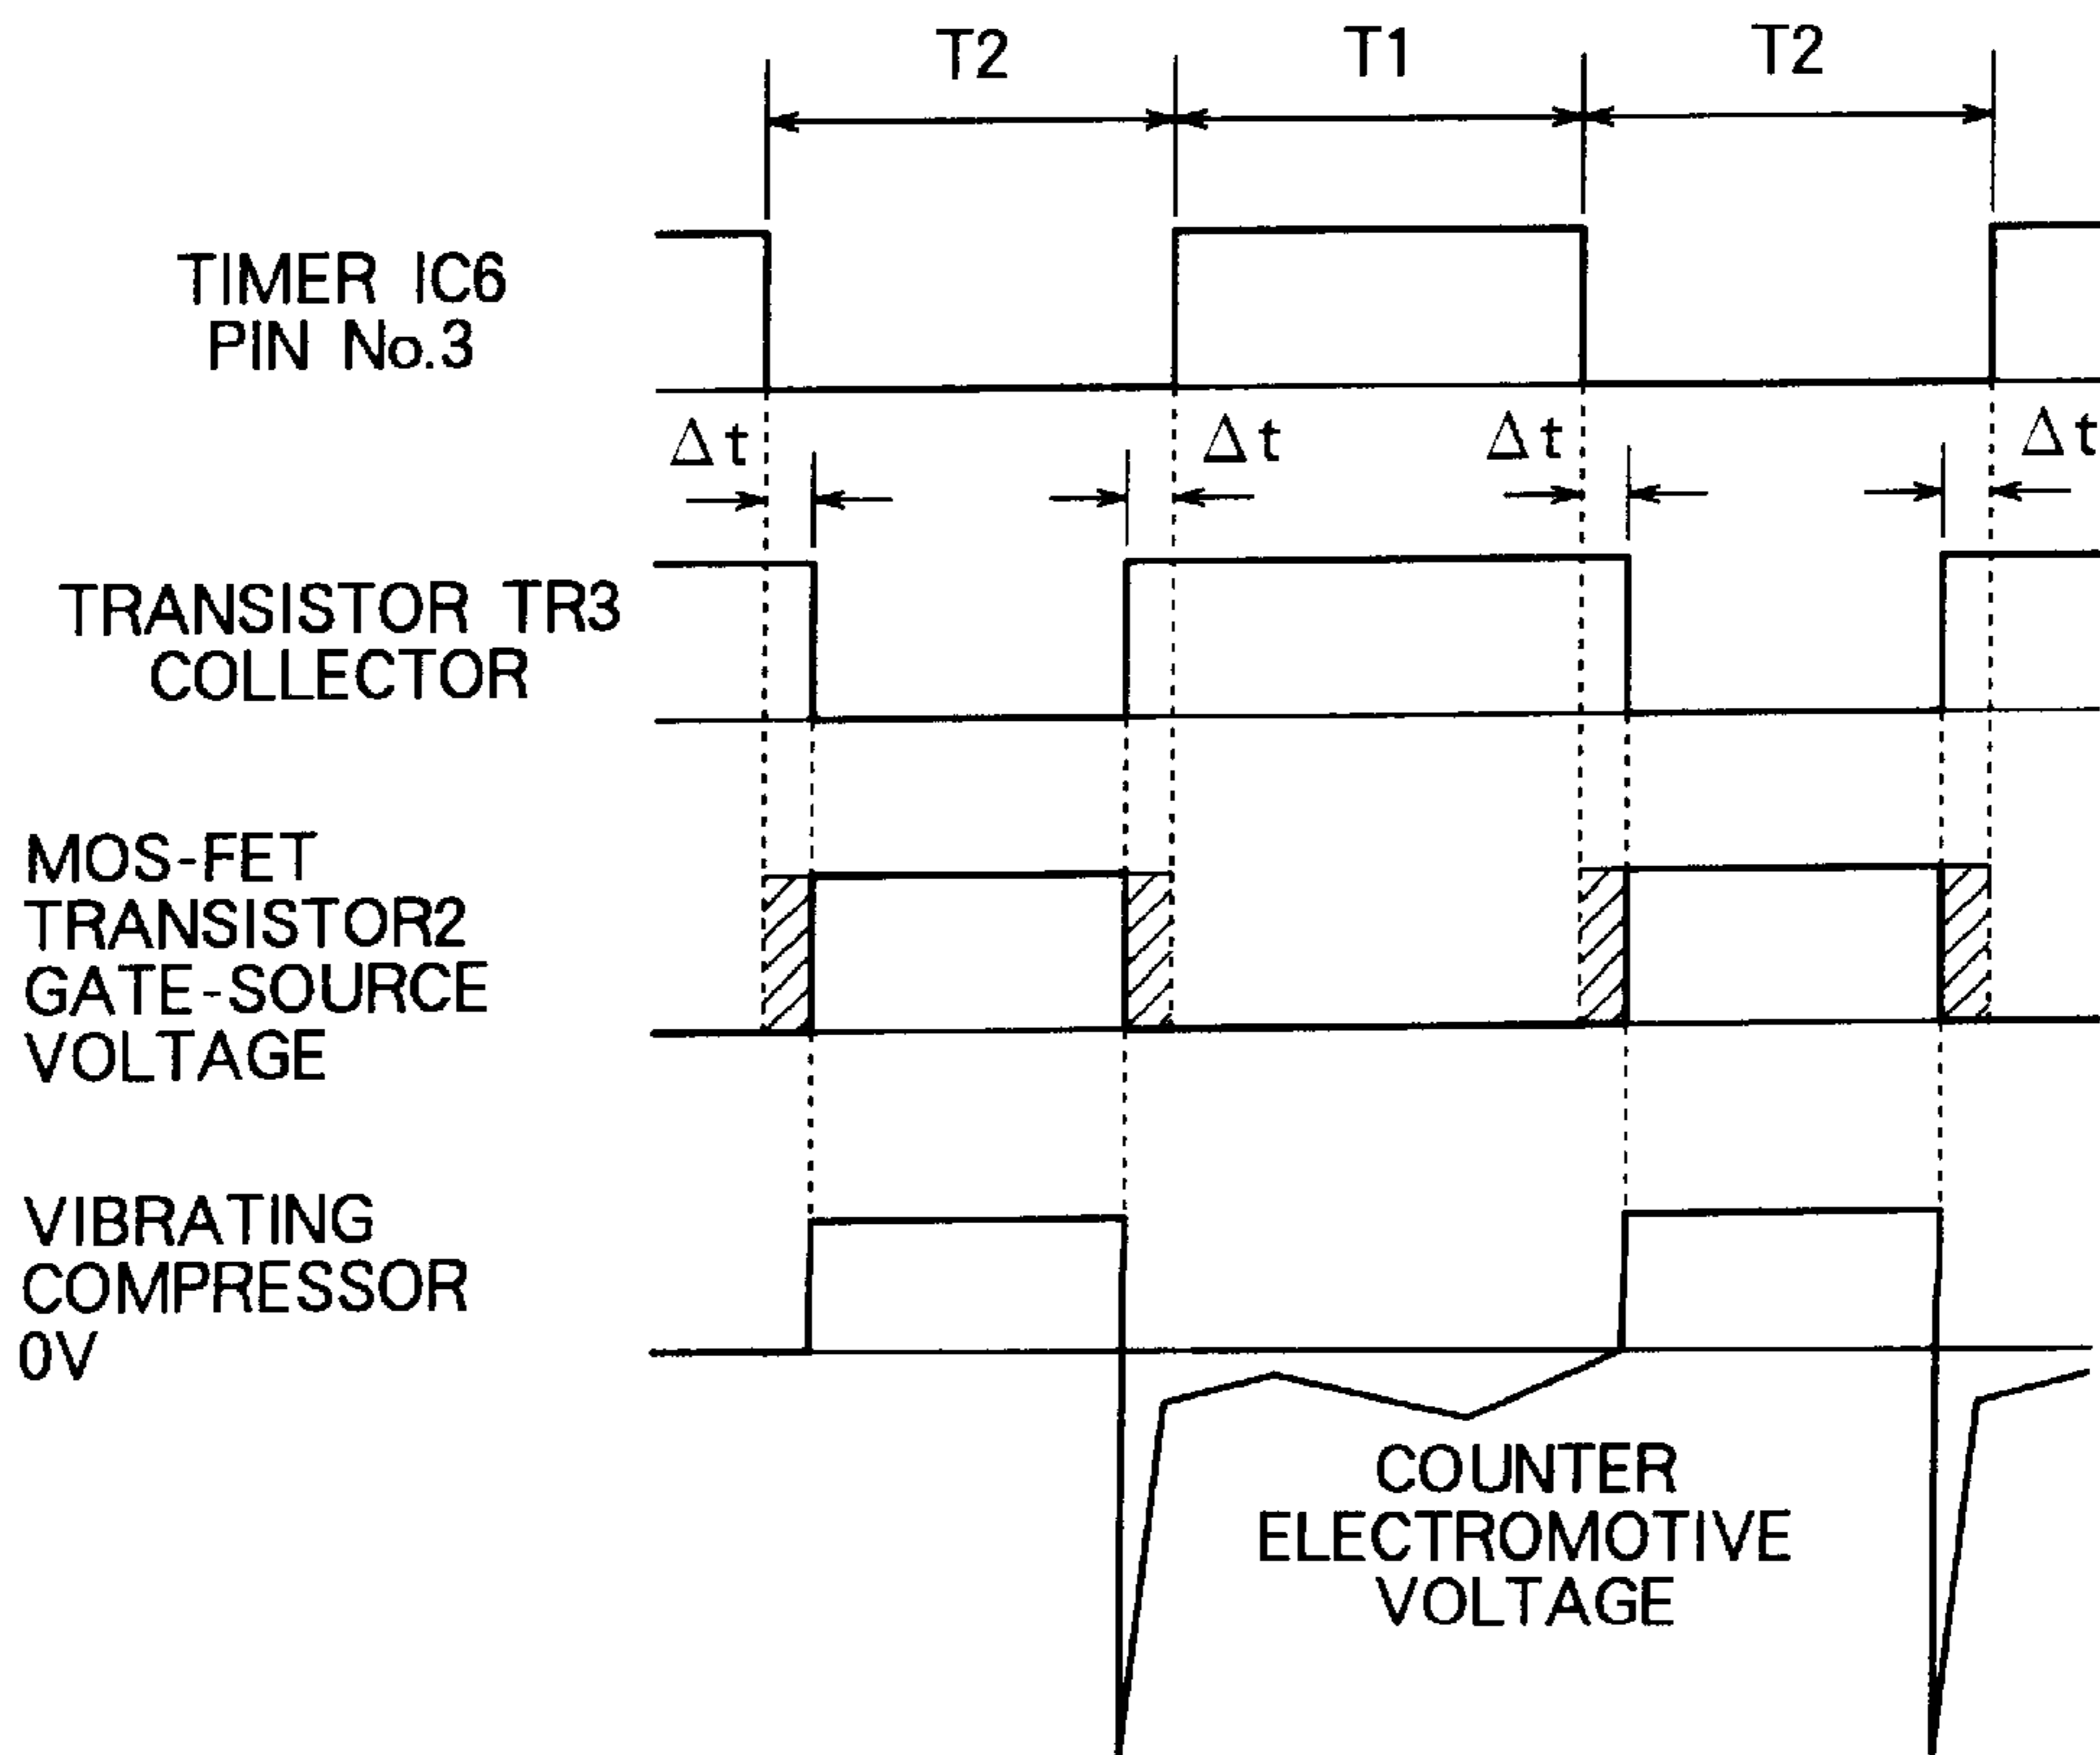 T2 T1 T2
TIMER IC6
PIN No.3
Δt Δt Δt Δt
TRANSISTOR TR3
COLLECTOR
MOS-FET
TRANSISTOR2
GATE-SOURCE
VOLTAGE
VIBRATING
COMPRESSOR
0V
COUNTER
ELECTROMOTIVE
VOLTAGE